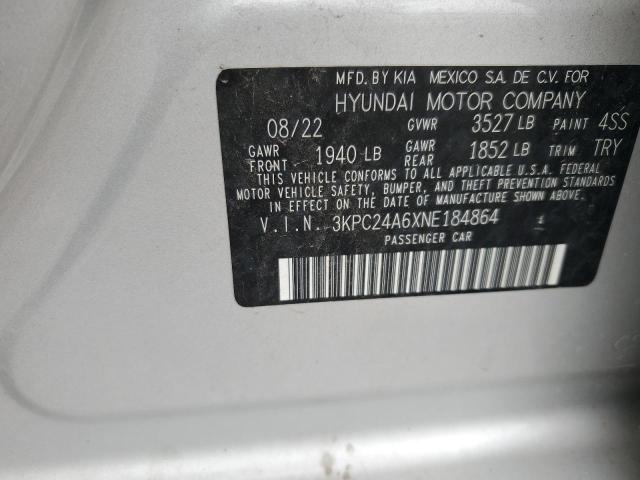 MFD. BY KIA MEXICO S.A. DE C.V. FOR
HYUNDAI MOTOR COMPANY
08/22 GVWR 3527 LB PAINT 4SS
GAWR FRONT 1940 LB GAWR REAR 1852 LB TRIM TRY
THIS VEHICLE CONFORMS TO ALL APPLICABLE U.S.A. FEDERAL
MOTOR VEHICLE SAFETY, BUMPER, AND THEFT PREVENTION STANDARDS
IN EFFECT ON THE DATE OF MANUFACTURE SHOWN ABOVE.
V.I.N. 3KPC24A6XNE184864
PASSENGER CAR